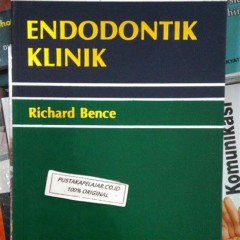 ENDODONTIK
KLINIK
Richard Bence
PUSTAKAPELAJAR.CO.ID
100% ORIGINAL
Komunikasi